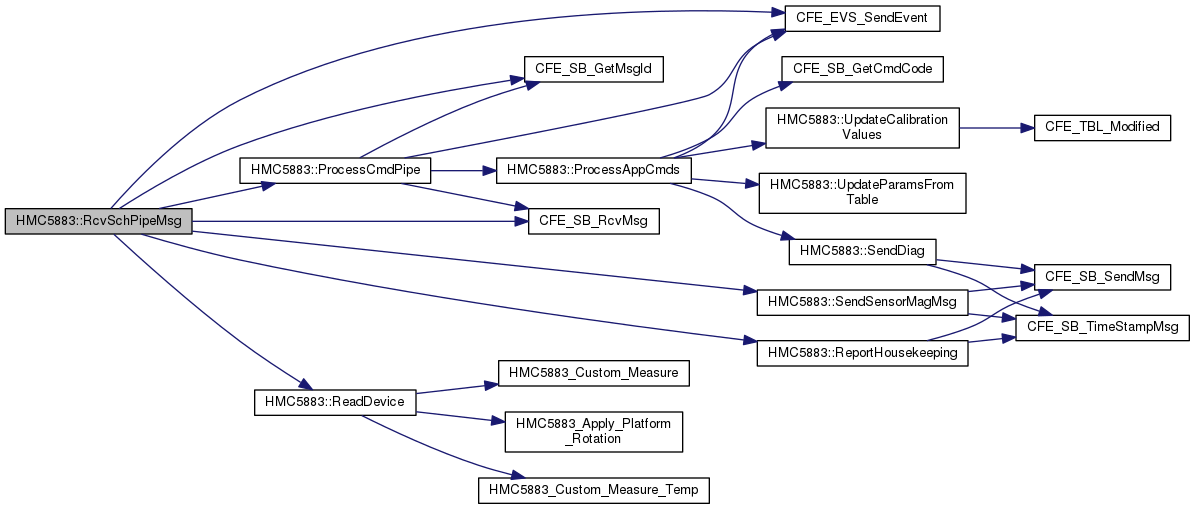 HMC5883::RcvSchPipeMsg
CFE_EVS_SendEvent
CFE_SB_GetMsgId
CFE_SB_GetCmdCode
HMC5883::UpdateCalibration
Values
CFE_TBL_Modified
HMC5883::ProcessCmdPipe
HMC5883::ProcessAppCmds
HMC5883::UpdateParamsFrom
Table
CFE_SB_RcvMsg
HMC5883::SendDiag
CFE_SB_SendMsg
HMC5883::SendSensorMagMsg
CFE_SB_TimeStampMsg
HMC5883::ReportHousekeeping
HMC5883_Custom_Measure
HMC5883::ReadDevice
HMC5883_Apply_Platform
_Rotation
HMC5883_Custom_Measure_Temp